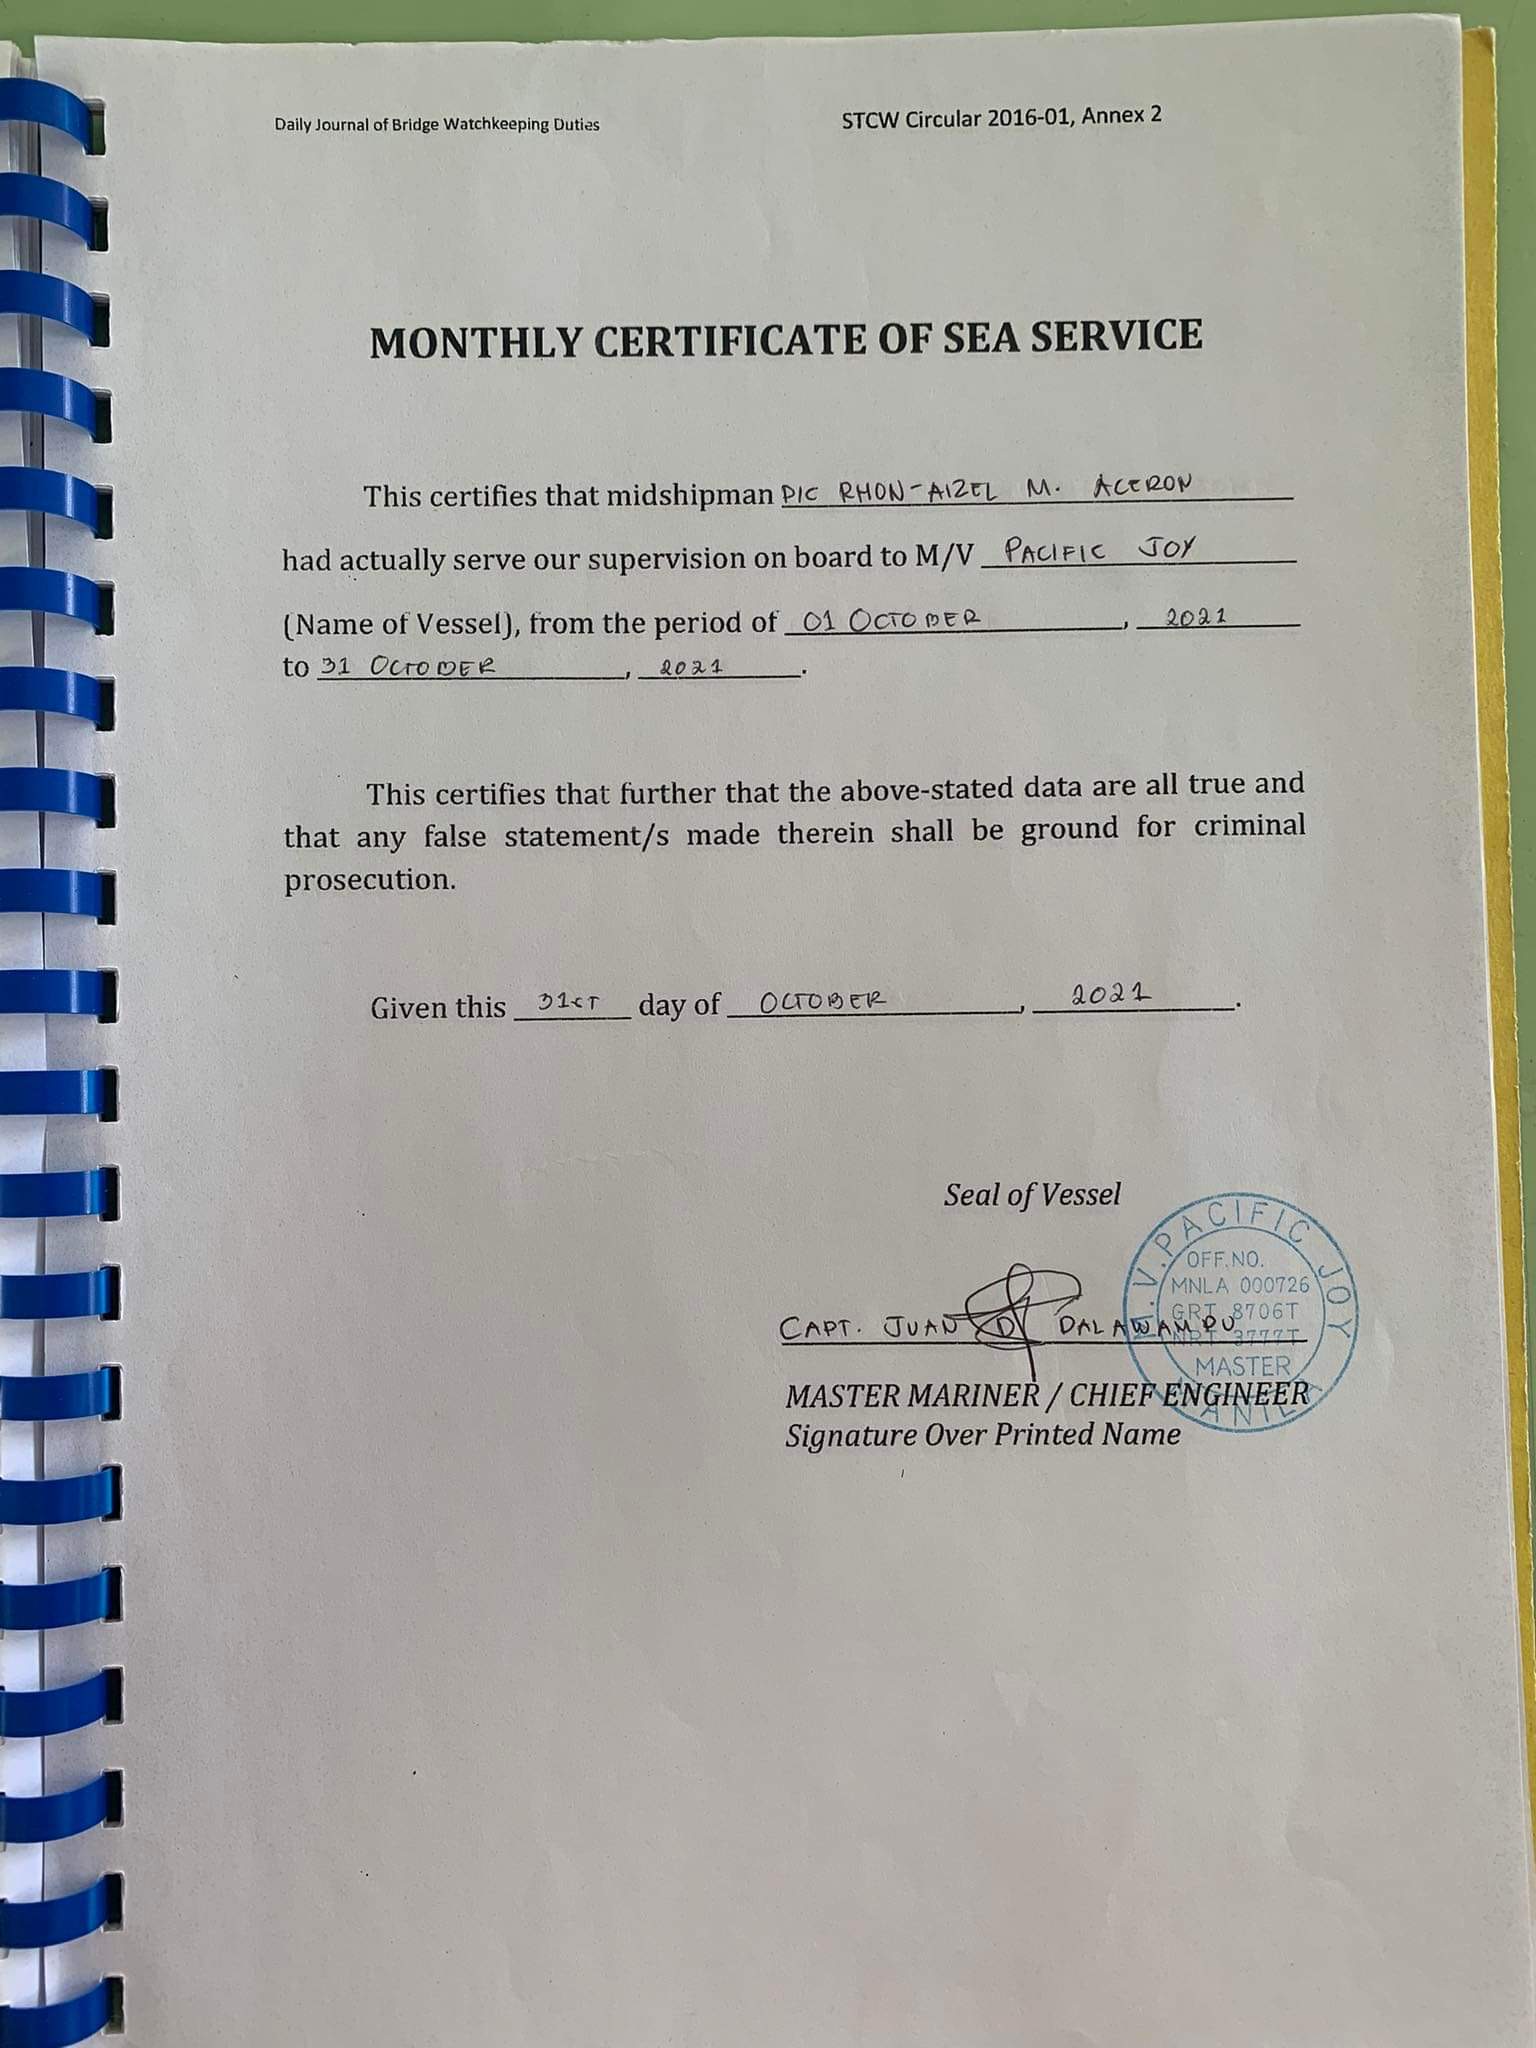 Daily Journal of Bridge Watchkeeping Duties
STCW Circular 2016-01, Annex 2
MONTHLY CERTIFICATE OF SEA SERVICE
This certifies that midshipman PIC RHON-AIZEL M. ACERON
had actually serve our supervision on board to M/V PACIFIC JOY
(Name of Vessel), from the period of 01 OCTOBER, 2021
to 31 OCTOBER, 2021.
This certifies that further that the above-stated data are all true and
that any false statement/s made therein shall be ground for criminal
prosecution.
Given this 31ST day of OCTOBER, 2021.
Seal of Vessel
M.V. PACIFIC JOY
OFF.NO.
MNLA 000726
GRT 8706T
NRT 3777T
MASTER
MANILA
CAPT. JUAN D DALAWAMPU
MASTER MARINER / CHIEF ENGINEER
Signature Over Printed Name